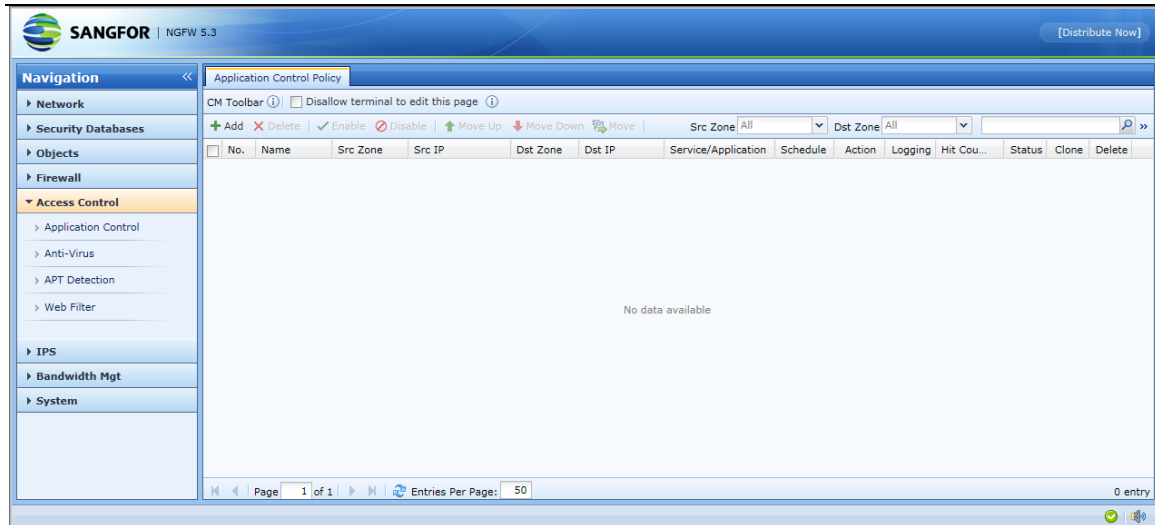 SANGFOR | NGFW 5.3
[Distribute Now]
Navigation «
Network
Security Databases
Objects
Firewall
Access Control
Application Control
Anti-Virus
APT Detection
Web Filter
IPS
Bandwidth Mgt
System
Application Control Policy
CM Toolbar Disallow terminal to edit this page
Add Delete Enable Disable Move Up Move Down Move Src Zone All Dst Zone All »
No. Name Src Zone Src IP Dst Zone Dst IP Service/Application Schedule Action Logging Hit Cou... Status Clone Delete
No data available
Page 1 of 1 Entries Per Page: 50 0 entry